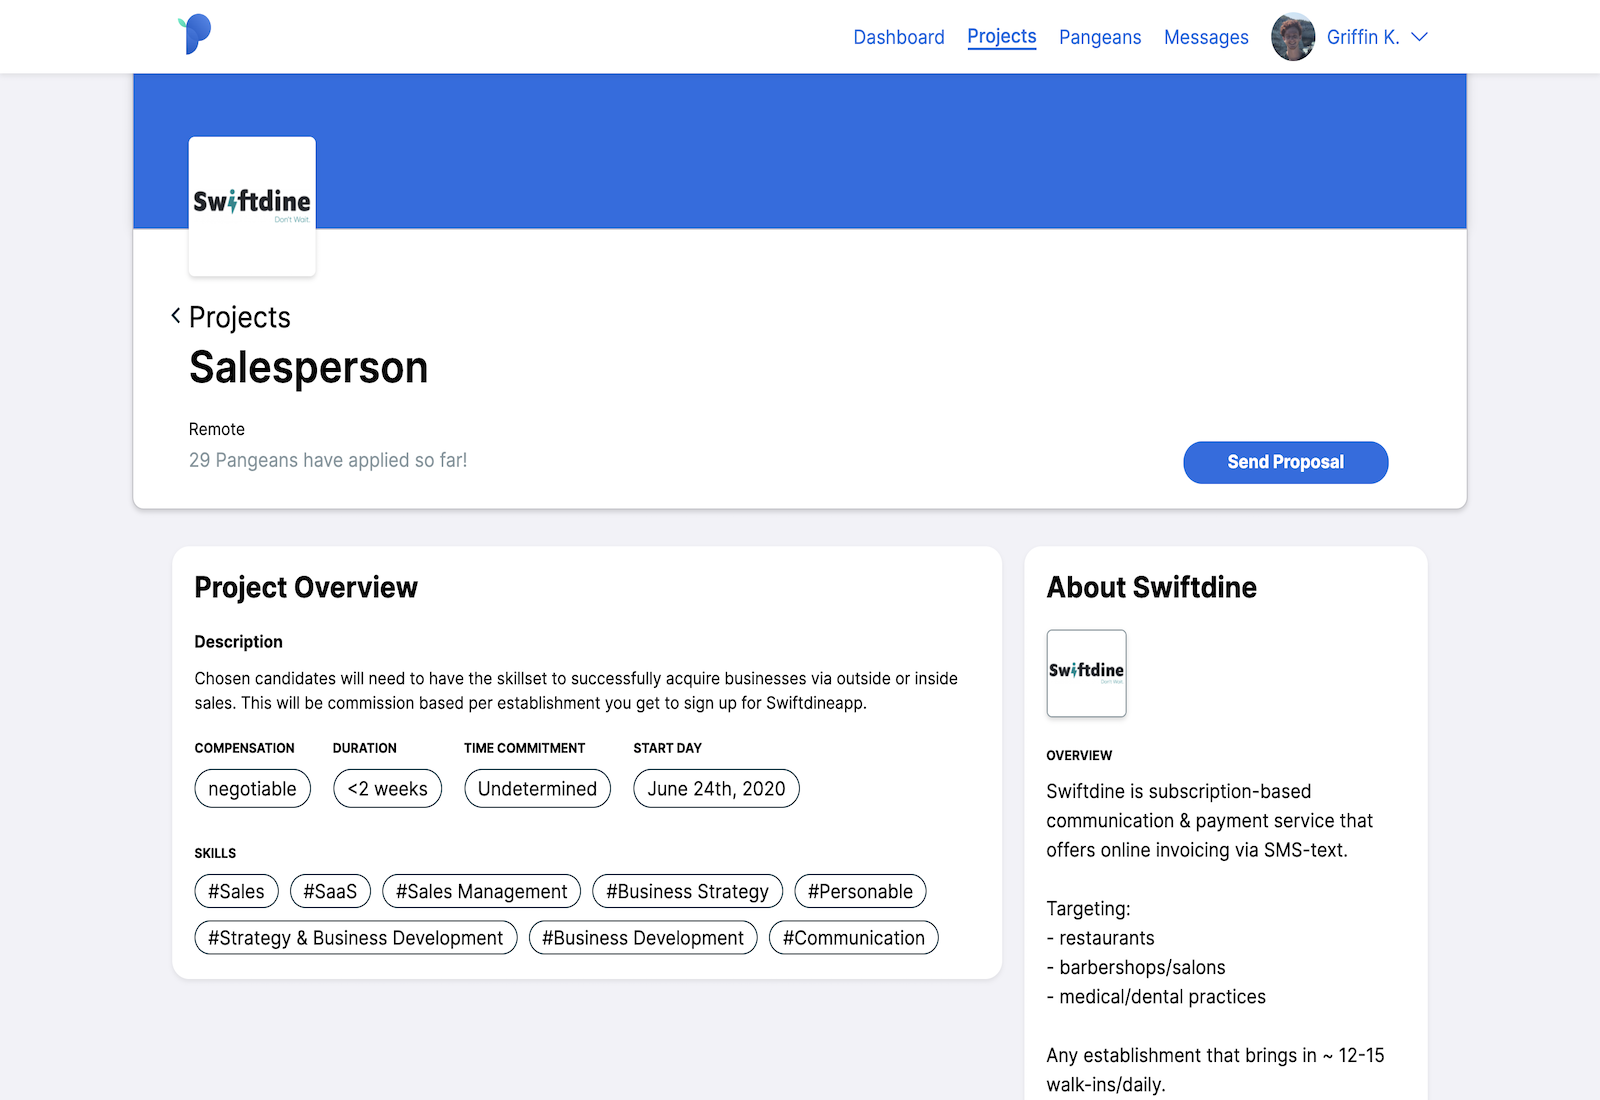 Dashboard Projects Pangeans Messages Griffin K.
Swiftdine
Don't Wait.
Projects
Salesperson
Remote
29 Pangeans have applied so far!
Send Proposal
Project Overview
Description
Chosen candidates will need to have the skillset to successfully acquire businesses via outside or inside
sales. This will be commission based per establishment you get to sign up for Swiftdineapp.
COMPENSATION DURATION TIME COMMITMENT START DAY
negotiable <2 weeks Undetermined June 24th, 2020
SKILLS
#Sales #SaaS #Sales Management #Business Strategy #Personable
#Strategy & Business Development #Business Development #Communication
About Swiftdine
Swiftdine
Don't Wait.
OVERVIEW
Swiftdine is subscription-based
communication & payment service that
offers online invoicing via SMS-text.
Targeting:
- restaurants
- barbershops/salons
- medical/dental practices
Any establishment that brings in ~ 12-15
walk-ins/daily.